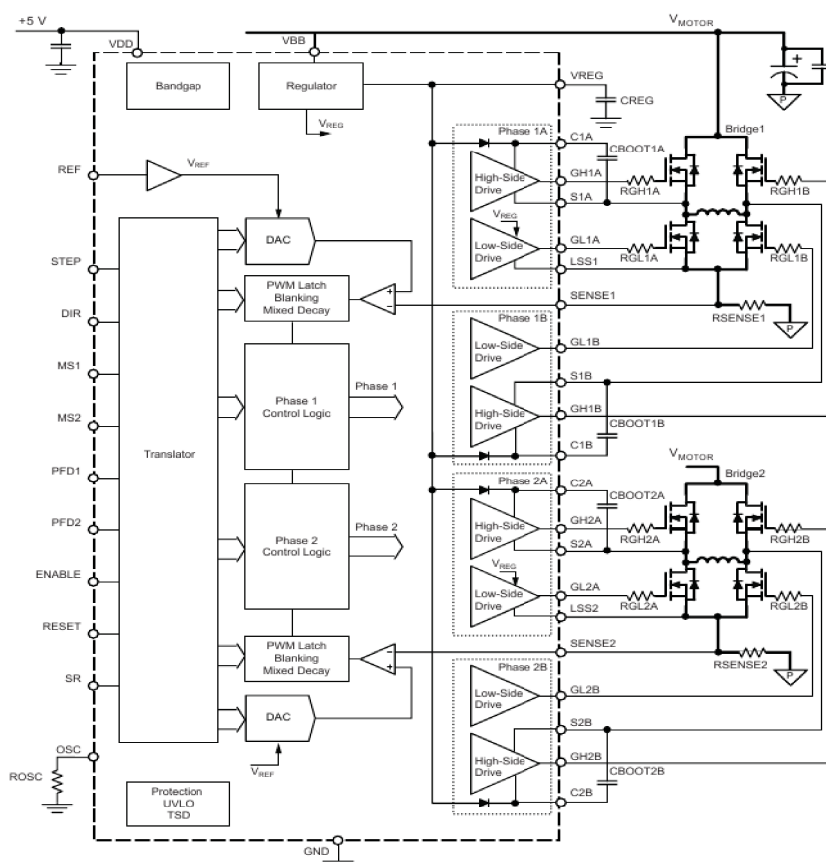 +5 V
VDD
VBB
VMOTOR
Bandgap
Regulator
VREG
VREG
CREG
P
REF
VREF
DAC
Translator
STEP
DIR
MS1
MS2
PFD1
PFD2
ENABLE
RESET
SR
OSC
ROSC
PWM Latch
Blanking
Mixed Decay
+
–
Phase 1
Control Logic
Phase 1
Phase 2
Control Logic
Phase 2
PWM Latch
Blanking
Mixed Decay
–
+
DAC
VREF
Protection
UVLO
TSD
GND
Phase 1A
High-Side
Drive
VREG
Low-Side
Drive
C1A
CBOOT1A
GH1A
S1A
GL1A
LSS1
SENSE1
RGH1A
RGL1A
Bridge1
RGH1B
RGL1B
RSENSE1
P
Phase 1B
Low-Side
Drive
High-Side
Drive
GL1B
S1B
GH1B
CBOOT1B
C1B
VMOTOR
Bridge2
Phase 2A
High-Side
Drive
VREG
Low-Side
Drive
C2A
CBOOT2A
GH2A
S2A
GL2A
LSS2
SENSE2
RGH2A
RGL2A
RGH2B
RGL2B
RSENSE2
P
Phase 2B
Low-Side
Drive
High-Side
Drive
GL2B
S2B
GH2B
CBOOT2B
C2B